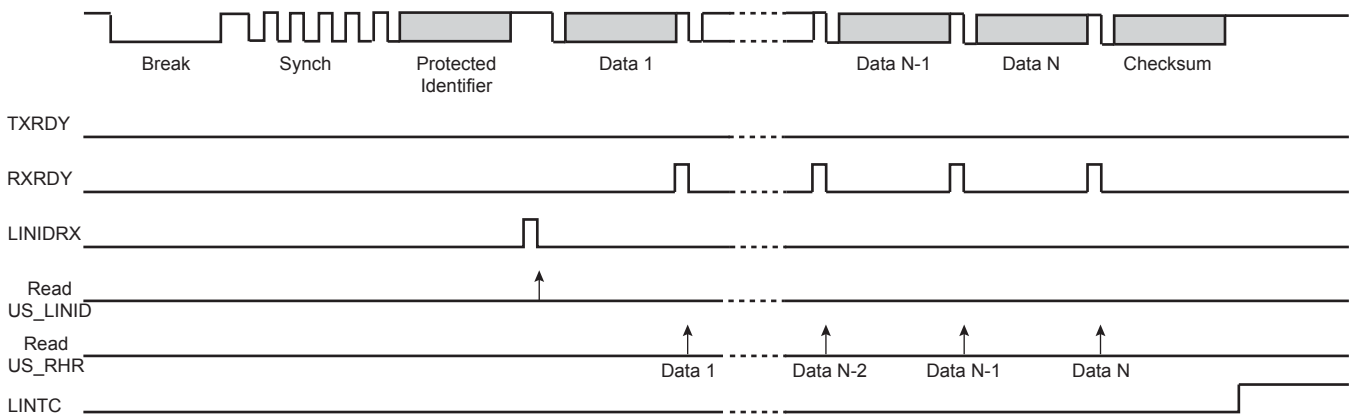 Break
Synch
Protected
Identifier
Data 1
Data N-1
Data N
Checksum
TXRDY
RXRDY
LINIDRX
Read
US_LINID
Read
US_RHR
Data 1
Data N-2
Data N-1
Data N
LINTC